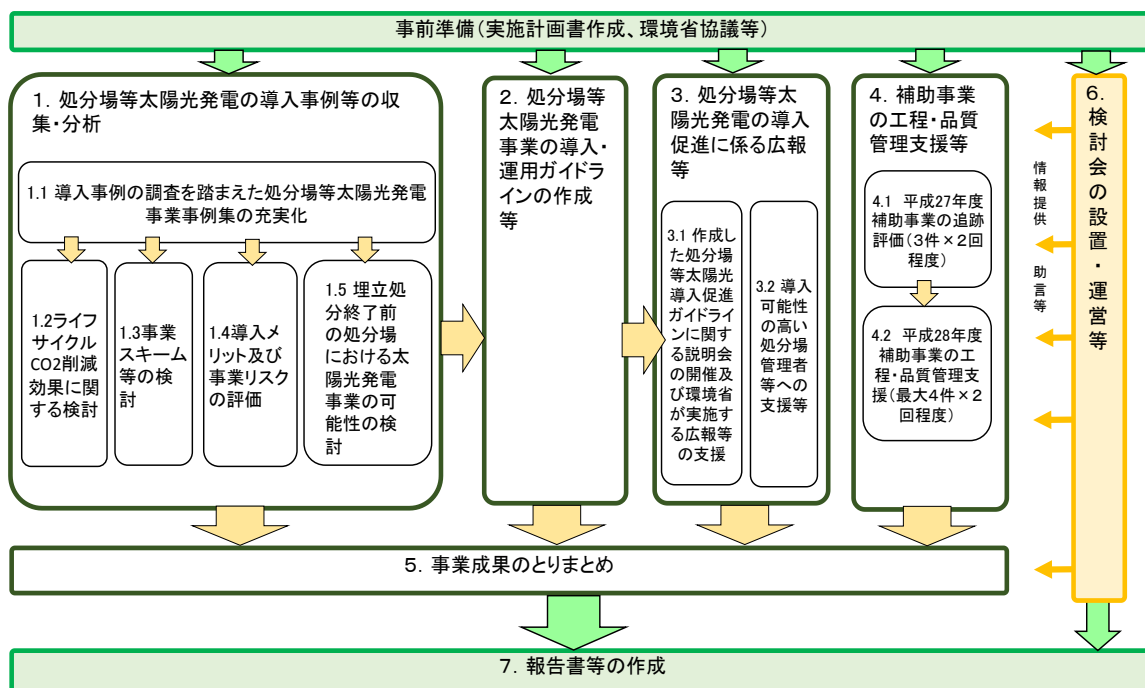 事前準備(実施計画書作成、環境省協議等)
1. 処分場等太陽光発電の導入事例等の収
集・分析
1.1 導入事例の調査を踏まえた処分場等太陽光発電
事業事例集の充実化
1.2ライフ
サイクル
CO2削減
効果に関
する検討
1.3事業
スキーム
等の検
討
1.4導入メ
リット及び
事業リスク
の評価
1.5 埋立処
分終了前
の処分場
における太
陽光発電
事業の可
能性の検
討
2. 処分場等
太陽光発電
事業の導入・
運用ガイドラ
インの作成
等
3. 処分場等太
陽光発電の導入
促進に係る広報
等
3.1 作成し
た処分場
等太陽光
導入促進
ガイドライ
ンに関す
る説明会
の開催及
び環境省
が実施す
る広報等
の支援
3.2 導入
可能性
の高い
処分場
管理者
等への
支援等
4. 補助事業
の工程・品質
管理支援等
4.1 平成27年度
補助事業の追跡
評価(3件×2回
程度)
4.2 平成28年度
補助事業の工
程・品質管理支
援(最大4件×2
回程度)
情報提供
助言等
6.検討会の設置・運営等
5. 事業成果のとりまとめ
7. 報告書等の作成